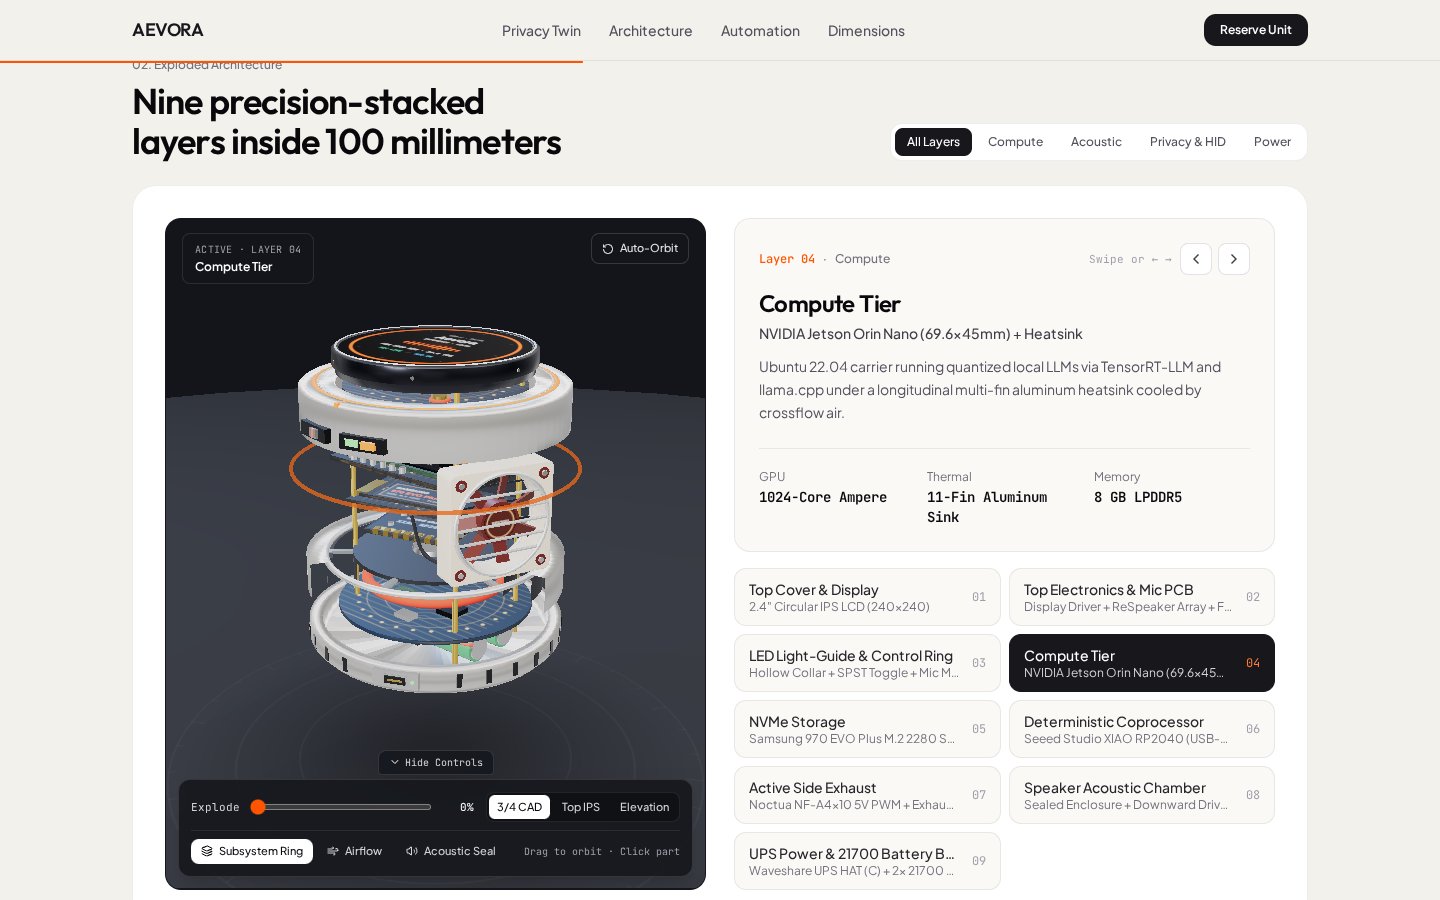 AEVORA
Privacy Twin
Architecture
Automation
Dimensions
Reserve Unit
02. Exploded Architecture
Nine precision-stacked
layers inside 100 millimeters
All Layers
Compute
Acoustic
Privacy & HID
Power
ACTIVE · LAYER 04
Compute Tier
Auto-Orbit
Hide Controls
Explode
0%
3/4 CAD
Top IPS
Elevation
Subsystem Ring
Airflow
Acoustic Seal
Drag to orbit · Click part
Layer 04 · Compute
Swipe or ← →
Compute Tier
NVIDIA Jetson Orin Nano (69.6×45mm) + Heatsink
Ubuntu 22.04 carrier running quantized local LLMs via TensorRT-LLM and
llama.cpp under a longitudinal multi-fin aluminum heatsink cooled by
crossflow air.
GPU
1024-Core Ampere
Thermal
11-Fin Aluminum
Sink
Memory
8 GB LPDDR5
Top Cover & Display
2.4" Circular IPS LCD (240×240)
01
Top Electronics & Mic PCB
Display Driver + ReSpeaker Array + F...
02
LED Light-Guide & Control Ring
Hollow Collar + SPST Toggle + Mic M...
03
Compute Tier
NVIDIA Jetson Orin Nano (69.6×45...
04
NVMe Storage
Samsung 970 EVO Plus M.2 2280 S...
05
Deterministic Coprocessor
Seeed Studio XIAO RP2040 (USB-...
06
Active Side Exhaust
Noctua NF-A4×10 5V PWM + Exhau...
07
Speaker Acoustic Chamber
Sealed Enclosure + Downward Driv...
08
UPS Power & 21700 Battery B...
Waveshare UPS HAT (C) + 2× 21700 ...
09